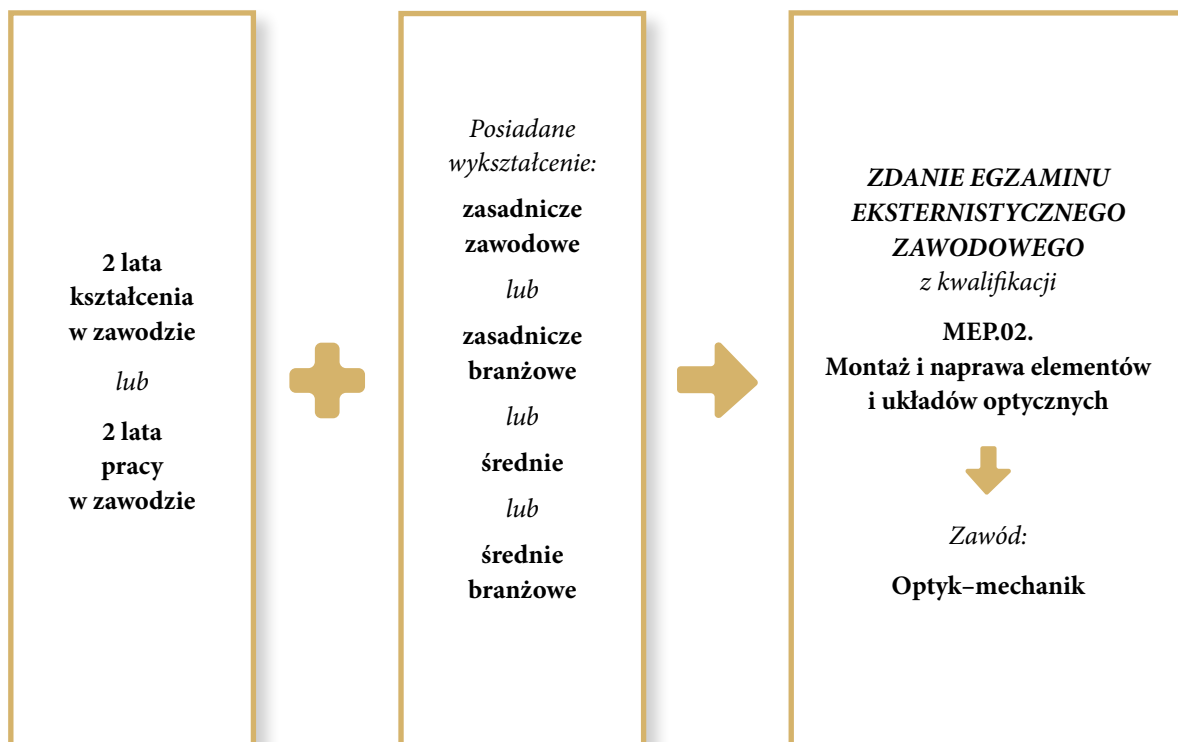 2 lata
kształcenia
w zawodzie
lub
2 lata
pracy
w zawodzie
Posiadane
wykształcenie:
zasadnicze
zawodowe
lub
zasadnicze
branżowe
lub
średnie
lub
średnie
branżowe
ZDANIE EGZAMINU
EKSTERNISTYCZNEGO
ZAWODOWEGO
z kwalifikacji
MEP.02.
Montaż i naprawa elementów
i układów optycznych
Zawód:
Optyk–mechanik